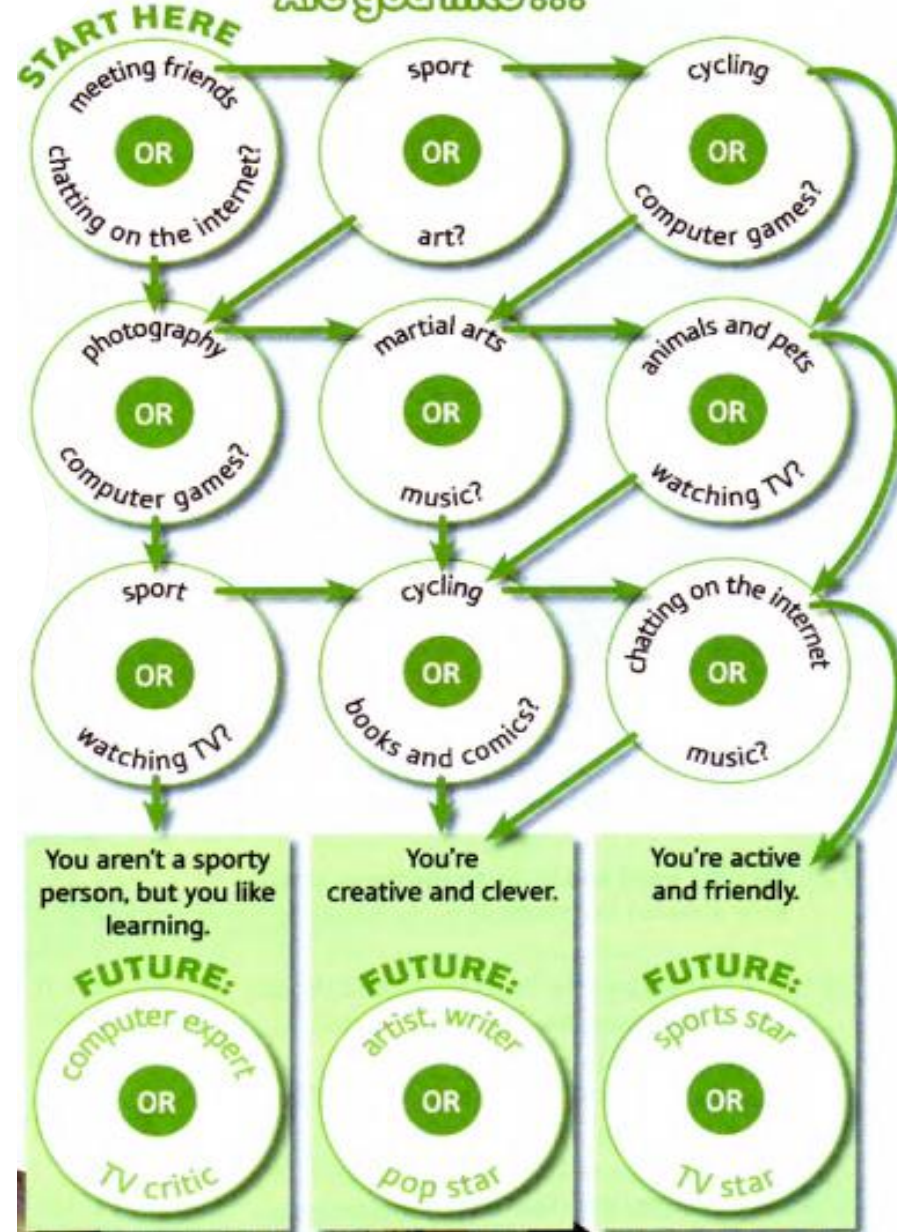 Are you into ...?
START HERE
meeting friends
OR
chatting on the internet?
sport
OR
art?
cycling
OR
computer games?
photography
OR
computer games?
martial arts
OR
music?
animals and pets
OR
watching TV?
sport
OR
watching TV?
cycling
OR
books and comics?
chatting on the internet
OR
music?
You aren't a sporty
person, but you like
learning.
FUTURE:
computer expert
OR
TV critic
You're
creative and clever.
FUTURE:
artist, writer
OR
pop star
You're active
and friendly.
FUTURE:
sports star
OR
TV star